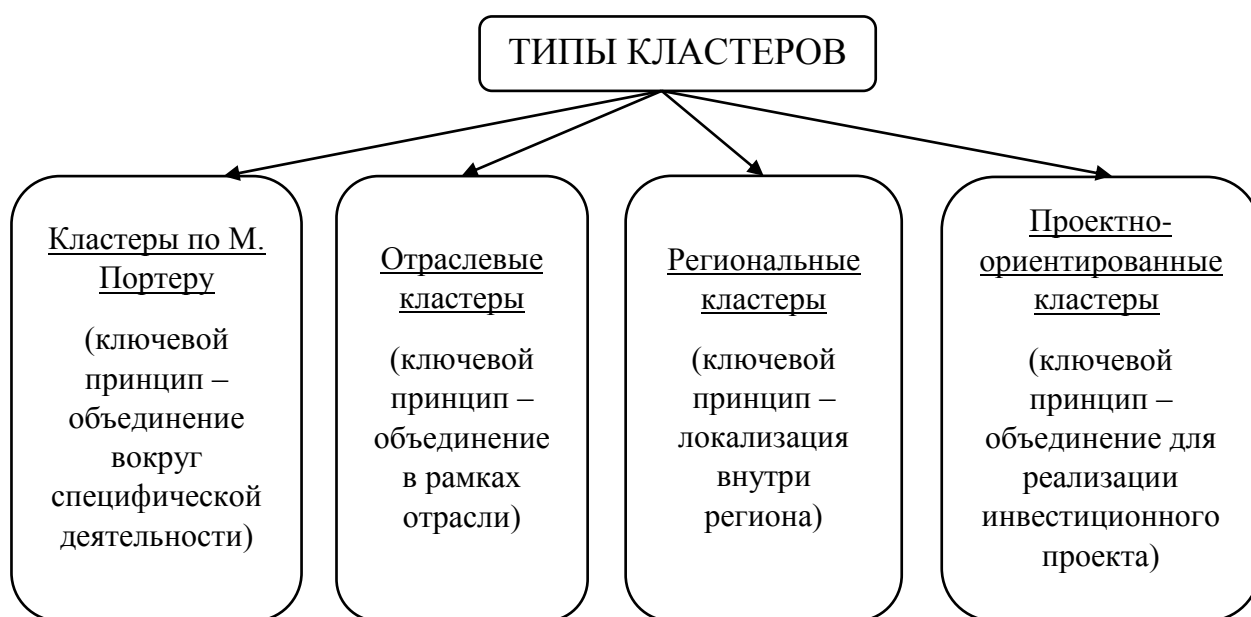 ТИПЫ КЛАСТЕРОВ
Кластеры по М.
Портеру
(ключевой
принцип –
объединение
вокруг
специфической
деятельности)
Отраслевые
кластеры
(ключевой
принцип –
объединение
в рамках
отрасли)
Региональные
кластеры
(ключевой
принцип –
локализация
внутри
региона)
Проектно-
ориентированные
кластеры
(ключевой
принцип –
объединение для
реализации
инвестиционного
проекта)